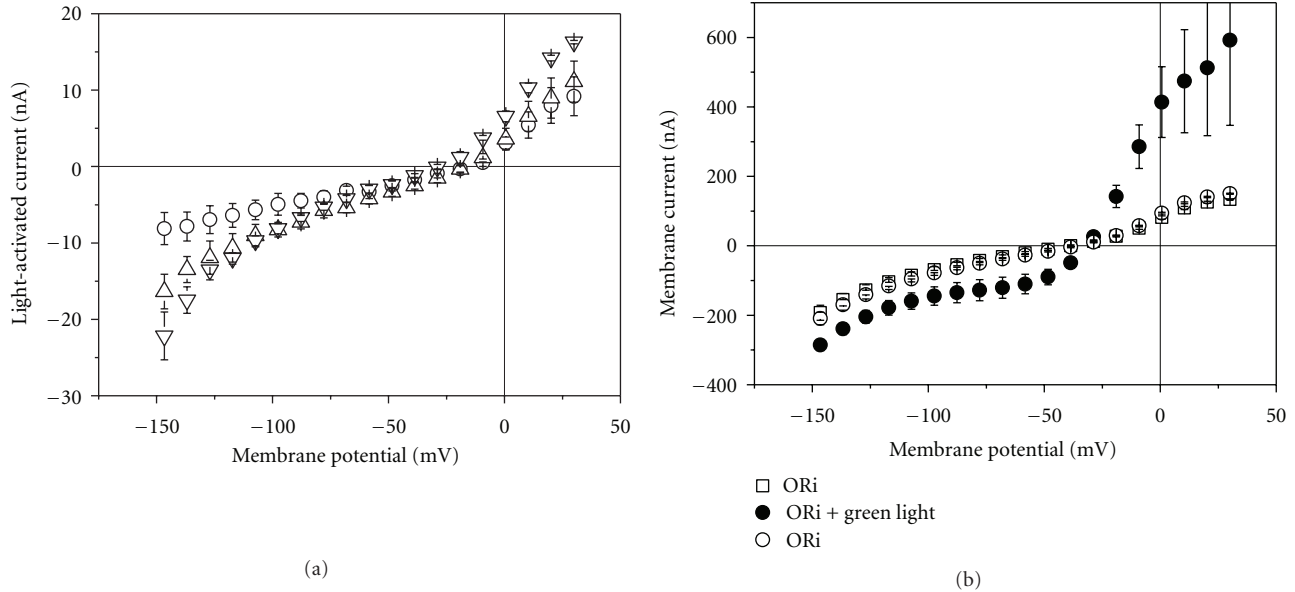 20
10
0
−10
−20
−30
−150
−100
−50
0
50
Light-activated current (nA)
Membrane potential (mV)
(a)
600
400
200
0
−200
−400
−150
−100
−50
0
50
Membrane current (nA)
Membrane potential (mV)
ORi
ORi + green light
ORi
(b)